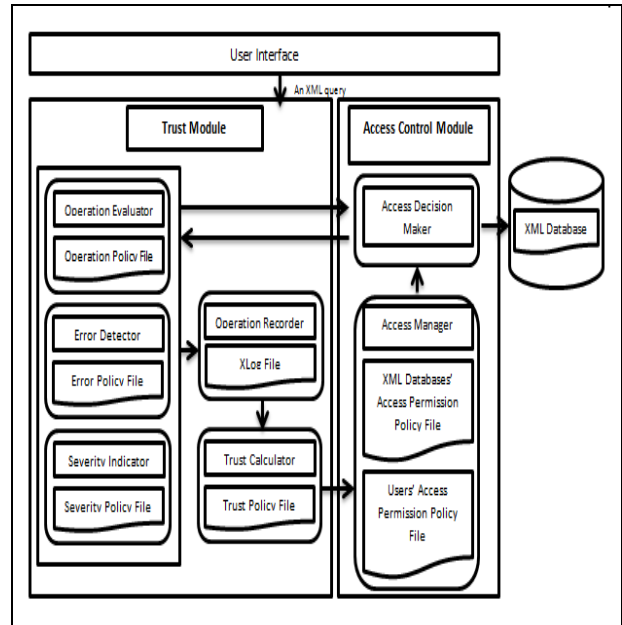 User Interface
An XML query
Trust Module
Operation Evaluator
Operation Policy File
Error Detector
Error Policy File
Severity Indicator
Severity Policy File
Operation Recorder
XLog File
Trust Calculator
Trust Policy File
Access Control Module
Access Decision
Maker
Access Manager
XML Databases'
Access Permission
Policy File
Users' Access
Permission Policy
File
XML Database